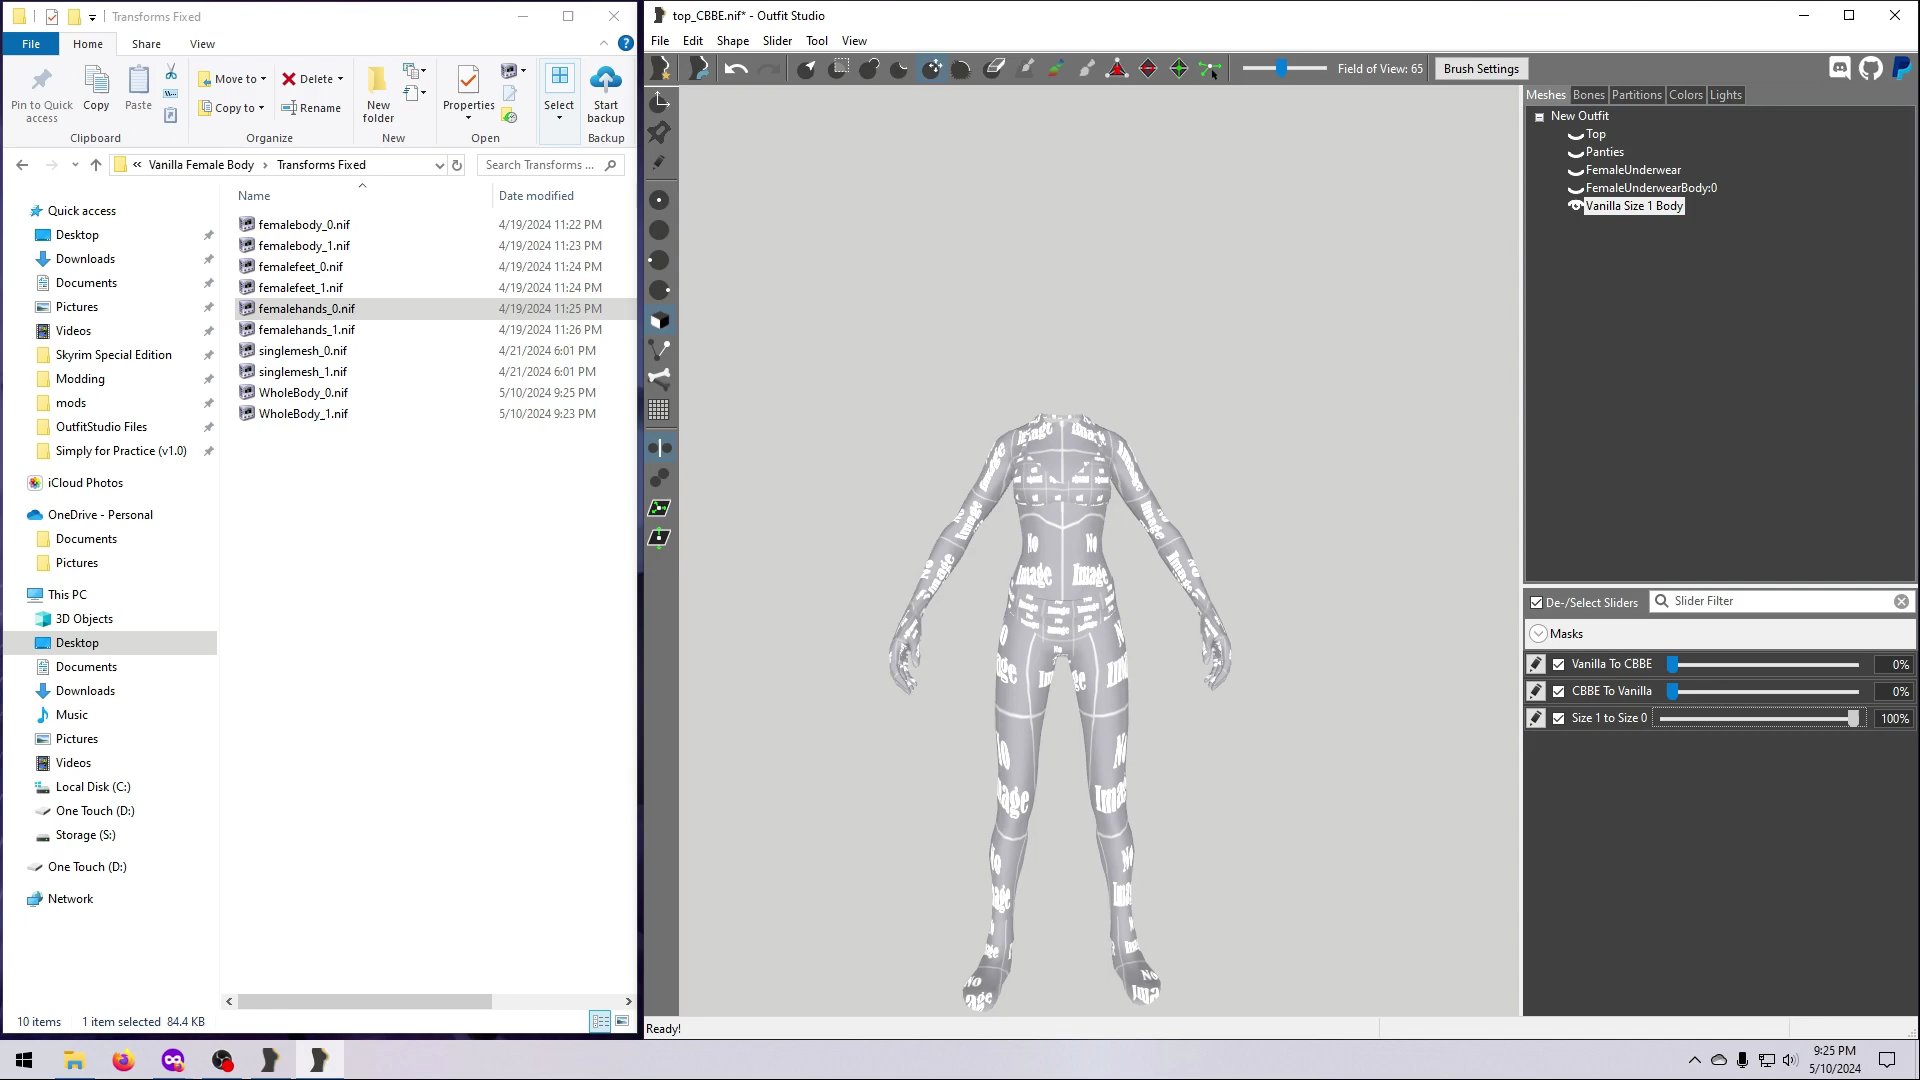 Transforms Fixed
File
Home
Share
View
Pin to Quick access
Copy
Paste
Move to
Copy to
Delete
Rename
New folder
Properties
Select
Start backup
Clipboard
Organize
New
Open
Backup
« Vanilla Female Body > Transforms Fixed
Search Transforms ...
Name
Date modified
Quick access
Desktop
Downloads
Documents
Pictures
Videos
Skyrim Special Edition
Modding
mods
OutfitStudio Files
Simply for Practice (v1.0)
iCloud Photos
OneDrive - Personal
Documents
Pictures
This PC
3D Objects
Desktop
Documents
Downloads
Music
Pictures
Videos
Local Disk (C:)
One Touch (D:)
Storage (S:)
One Touch (D:)
Network
femalebody_0.nif 4/19/2024 11:22 PM
femalebody_1.nif 4/19/2024 11:23 PM
femalefeet_0.nif 4/19/2024 11:24 PM
femalefeet_1.nif 4/19/2024 11:24 PM
femalehands_0.nif 4/19/2024 11:25 PM
femalehands_1.nif 4/19/2024 11:26 PM
singlemesh_0.nif 4/21/2024 6:01 PM
singlemesh_1.nif 4/21/2024 6:01 PM
WholeBody_0.nif 5/10/2024 9:25 PM
WholeBody_1.nif 5/10/2024 9:23 PM
10 items 1 item selected 84.4 KB
top_CBBE.nif* - Outfit Studio
File Edit Shape Slider Tool View
Field of View: 65
Brush Settings
Meshes Bones Partitions Colors Lights
New Outfit
Top
Panties
FemaleUnderwear
FemaleUnderwearBody:0
Vanilla Size 1 Body
No
No
Image
Image
De-/Select Sliders
Slider Filter
Masks
Vanilla To CBBE 0%
CBBE To Vanilla 0%
Size 1 to Size 0 100%
Ready!
9:25 PM
5/10/2024